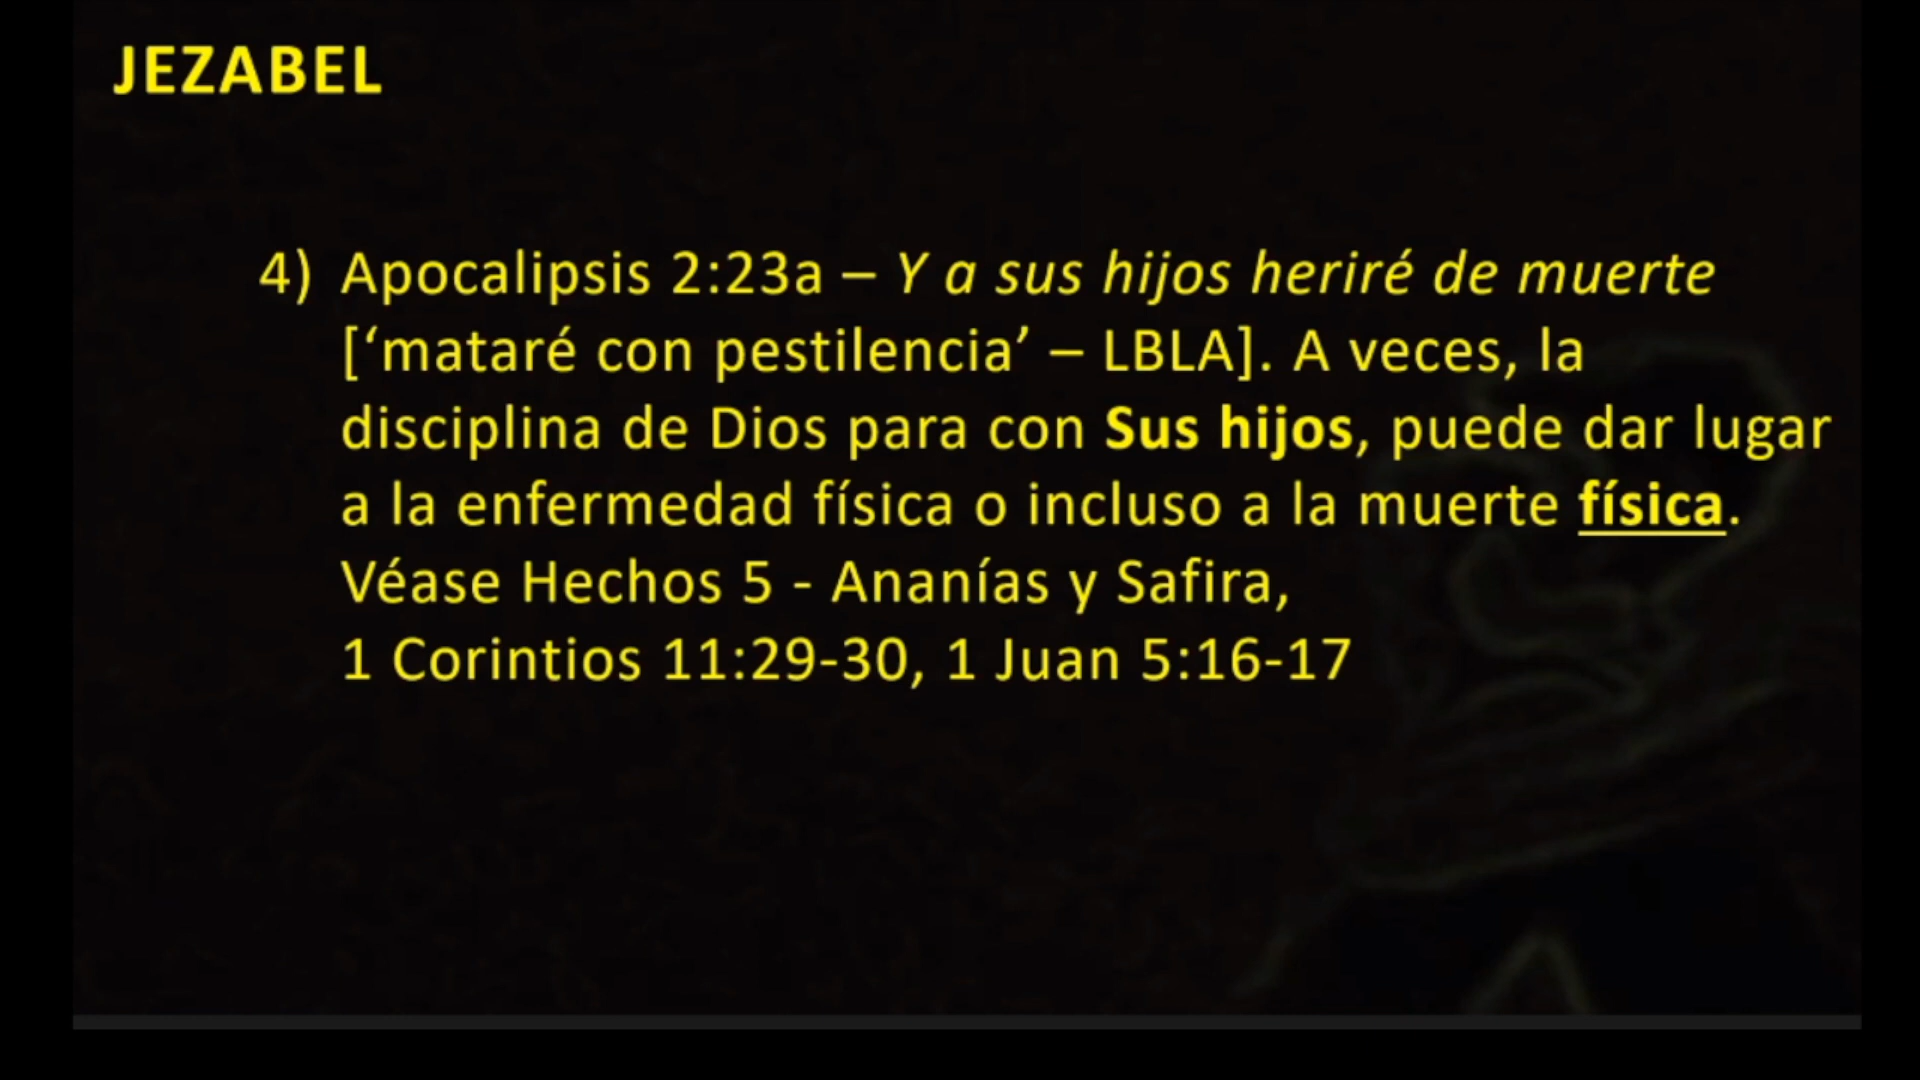 JEZABEL
4) Apocalipsis 2:23a – Y a sus hijos heriré de muerte
[‘mataré con pestilencia’ – LBLA]. A veces, la
disciplina de Dios para con Sus hijos, puede dar lugar
a la enfermedad física o incluso a la muerte física.
Véase Hechos 5 - Ananías y Safira,
1 Corintios 11:29-30, 1 Juan 5:16-17